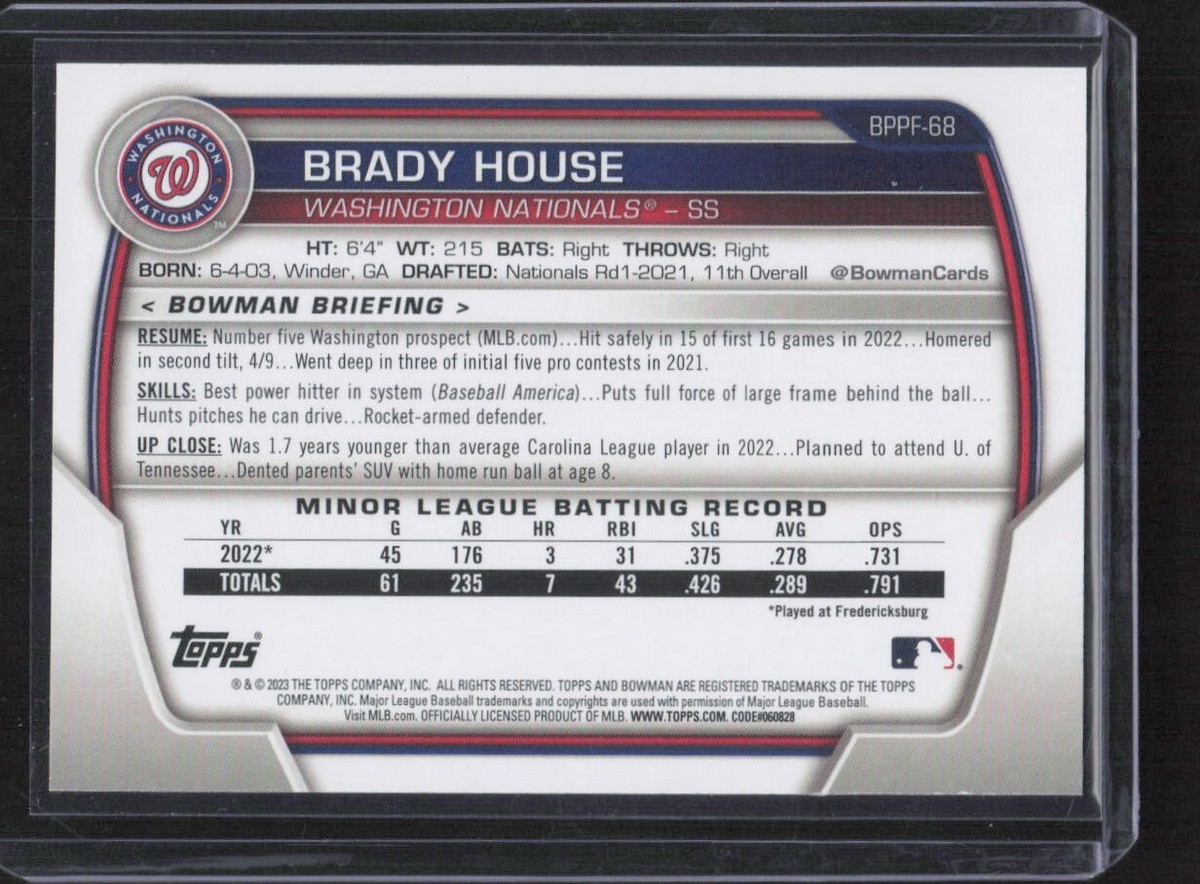 BPPF-68
WASHINGTON
W
NATIONALS™
BRADY HOUSE
WASHINGTON NATIONALS® – SS
HT: 6'4" WT: 215 BATS: Right THROWS: Right
BORN: 6-4-03, Winder, GA DRAFTED: Nationals Rd1-2021, 11th Overall @BowmanCards
< BOWMAN BRIEFING >
RESUME: Number five Washington prospect (MLB.com)...Hit safely in 15 of first 16 games in 2022...Homered
in second tilt, 4/9...Went deep in three of initial five pro contests in 2021.
SKILLS: Best power hitter in system (Baseball America)...Puts full force of large frame behind the ball...
Hunts pitches he can drive...Rocket-armed defender.
UP CLOSE: Was 1.7 years younger than average Carolina League player in 2022...Planned to attend U. of
Tennessee...Dented parents' SUV with home run ball at age 8.
MINOR LEAGUE BATTING RECORD
YR G AB HR RBI SLG AVG OPS
2022* 45 176 3 31 .375 .278 .731
TOTALS 61 235 7 43 .426 .289 .791
*Played at Fredericksburg
topps®
® & © 2023 THE TOPPS COMPANY, INC. ALL RIGHTS RESERVED. TOPPS AND BOWMAN ARE REGISTERED TRADEMARKS OF THE TOPPS
COMPANY, INC. Major League Baseball trademarks and copyrights are used with permission of Major League Baseball.
Visit MLB.com. OFFICIALLY LICENSED PRODUCT OF MLB. WWW.TOPPS.COM. CODE#060828